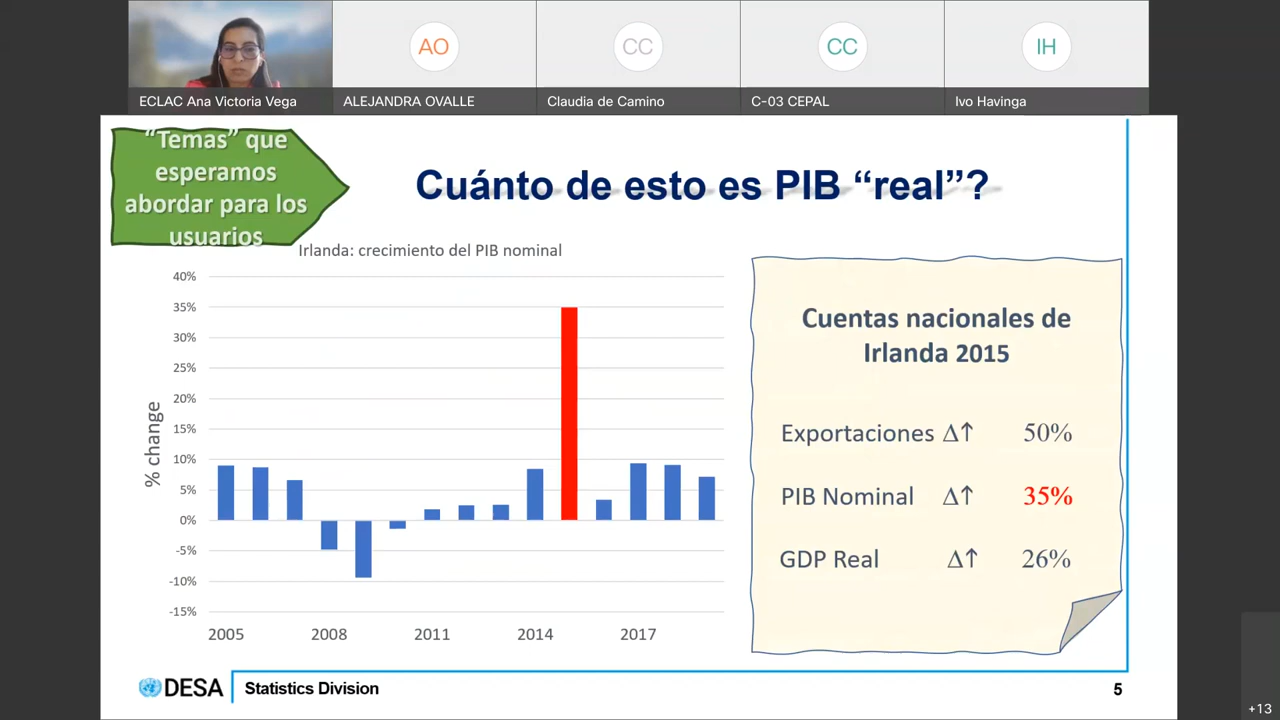 AO
CC
CC
IH
ECLAC Ana Victoria Vega
ALEJANDRA OVALLE
Claudia de Camino
C-03 CEPAL
Ivo Havinga
“Temas” que
esperamos
abordar para los
usuarios
Cuánto de esto es PIB “real”?
Irlanda: crecimiento del PIB nominal
40%
35%
30%
25%
20%
15%
10%
5%
0%
-5%
-10%
-15%
% change
2005
2008
2011
2014
2017
Cuentas nacionales de
Irlanda 2015
Exportaciones Δ↑ 50%
PIB Nominal Δ↑ 35%
GDP Real Δ↑ 26%
DESA
Statistics Division
5
+13